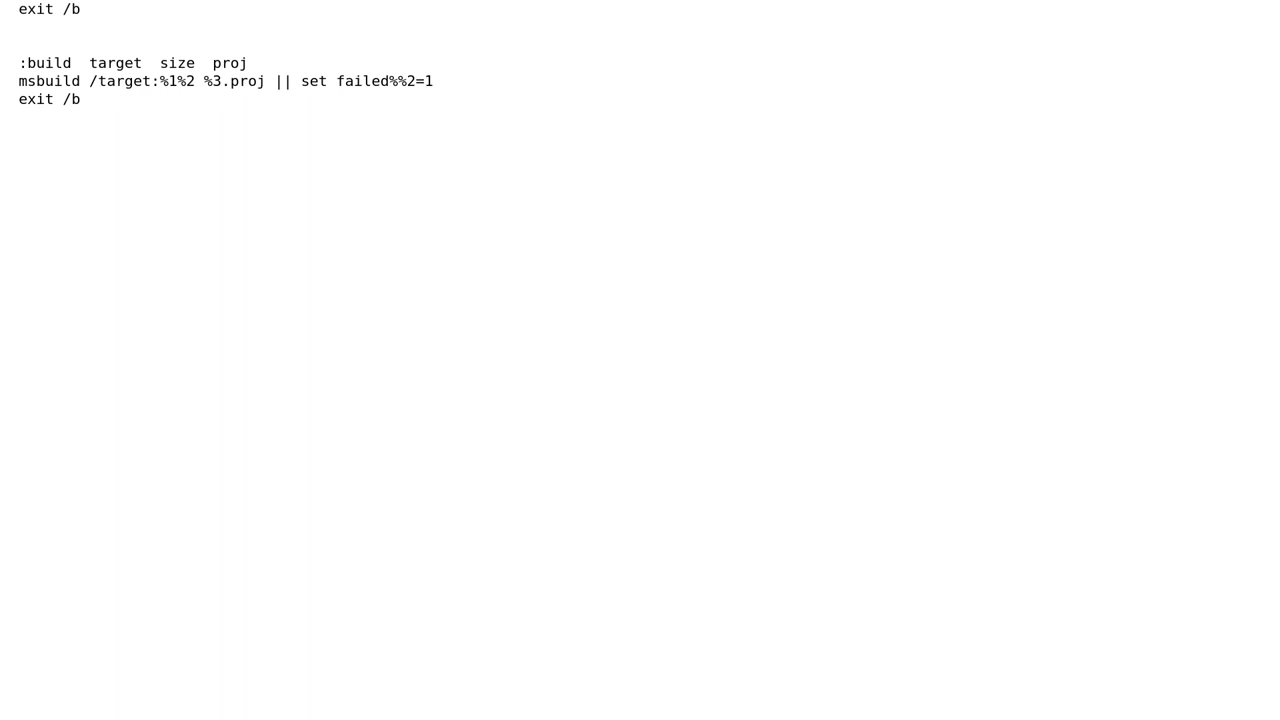 exit /b
:build  target  size  proj
msbuild /target:%1%2 %3.proj || set failed%%2=1
exit /b